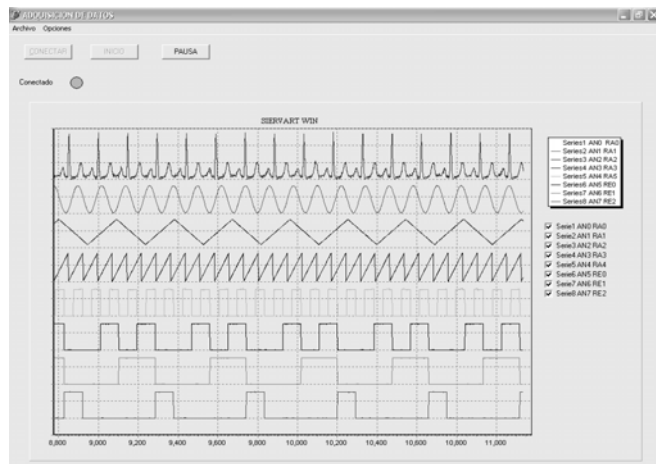 ADQUISICION DE DATOS
Archivo Opciones
CONECTAR INICIO PAUSA
Conectado
SIERVART WIN
Series1 AN0 RA0
Series2 AN1 RA1
Series3 AN2 RA2
Series4 AN3 RA3
Series5 AN4 RA5
Series6 AN5 RE0
Series7 AN6 RE1
Series8 AN7 RE2
Serie1 AN0 RA0
Serie2 AN1 RA1
Serie3 AN2 RA2
Serie4 AN3 RA3
Serie5 AN4 RA4
Serie6 AN5 RE0
Serie7 AN6 RE1
Serie8 AN7 RE2
8,800 9,000 9,200 9,400 9,600 9,800 10,000 10,200 10,400 10,600 10,800 11,000